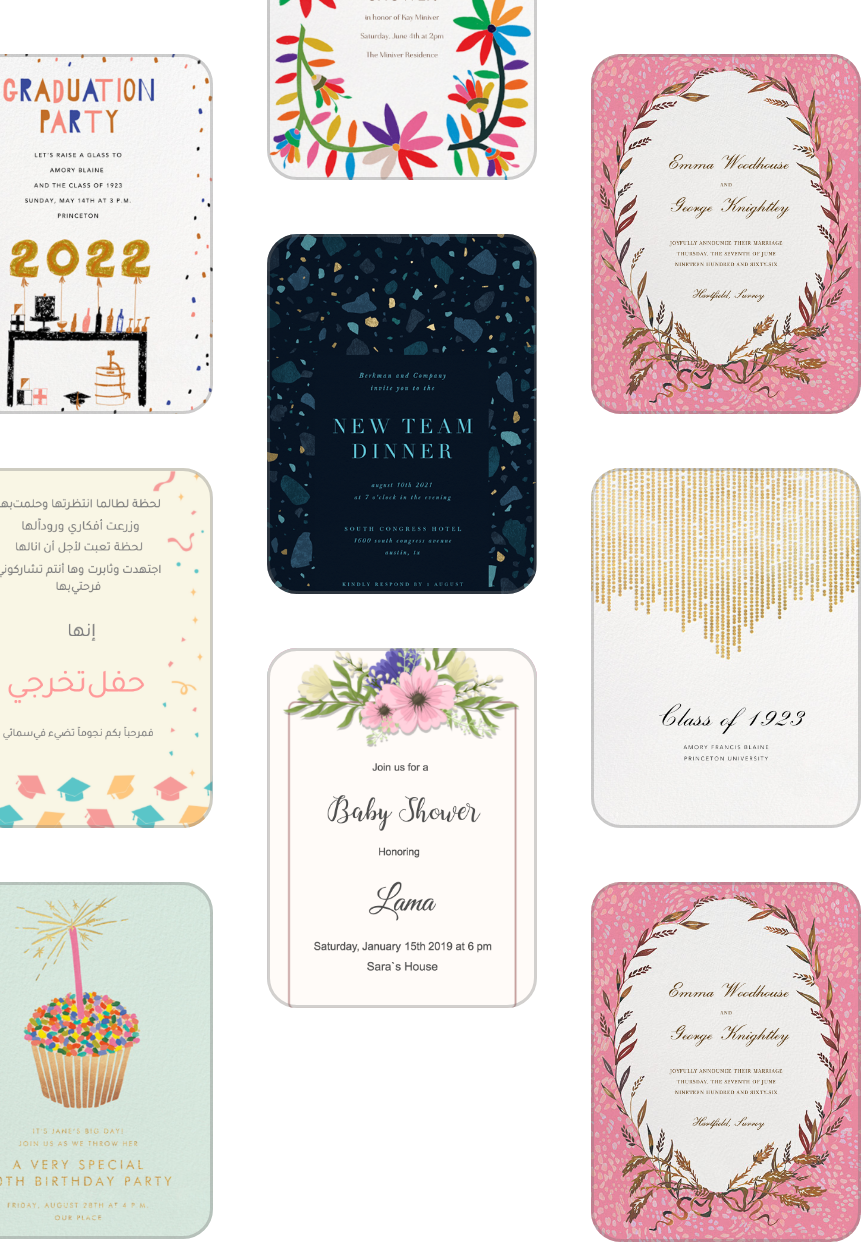 GRADUATION
PARTY
LET'S RAISE A GLASS TO
AMORY BLAINE
AND THE CLASS OF 1923
SUNDAY, MAY 14TH AT 3 P.M.
PRINCETON
2022
لحظة لطالما انتظرتها وحلمت بها
وزرعت أفكاري وروداًلها
لحظة تعبت لأجل أن انالها
اجتهدت وثابرت وها أنتم تشاركوني
فرحتي بها
إنها
حفل تخرجي
فمرحباً بكم نجوماً تضيء في سمائي
IT'S JANE'S BIG DAY!
JOIN US AS WE THROW HER
A VERY SPECIAL
0TH BIRTHDAY PARTY
FRIDAY, AUGUST 28TH AT 4 P.M.
OUR PLACE
in honor of Kay Miniver
Saturday, June 4th at 2pm
The Miniver Residence
Beekman and Company
invite you to the
NEW TEAM
DINNER
august 10th 2021
at 7 o'clock in the evening
SOUTH CONGRESS HOTEL
1600 south congress avenue
austin, tx
KINDLY RESPOND BY 1 AUGUST
Join us for a
Baby Shower
Honoring
Lama
Saturday, January 15th 2019 at 6 pm
Sara`s House
Emma Woodhouse
AND
George Knightley
JOYFULLY ANNOUNCE THEIR MARRIAGE
THURSDAY, THE SEVENTH OF JUNE
NINETEEN HUNDRED AND SIXTY-SIX
Hartfield, Surrey
Class of 1923
AMORY FRANCIS BLAINE
PRINCETON UNIVERSITY
Emma Woodhouse
AND
George Knightley
JOYFULLY ANNOUNCE THEIR MARRIAGE
THURSDAY, THE SEVENTH OF JUNE
NINETEEN HUNDRED AND SIXTY-SIX
Hartfield, Surrey